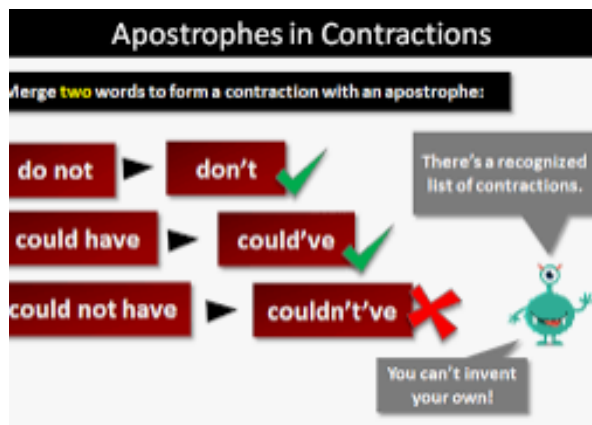 Apostrophes in Contractions
Merge two words to form a contraction with an apostrophe:
There's a recognized
list of contractions.
do not don't
could have could've
could not have couldn't've
You can't invent
your own!